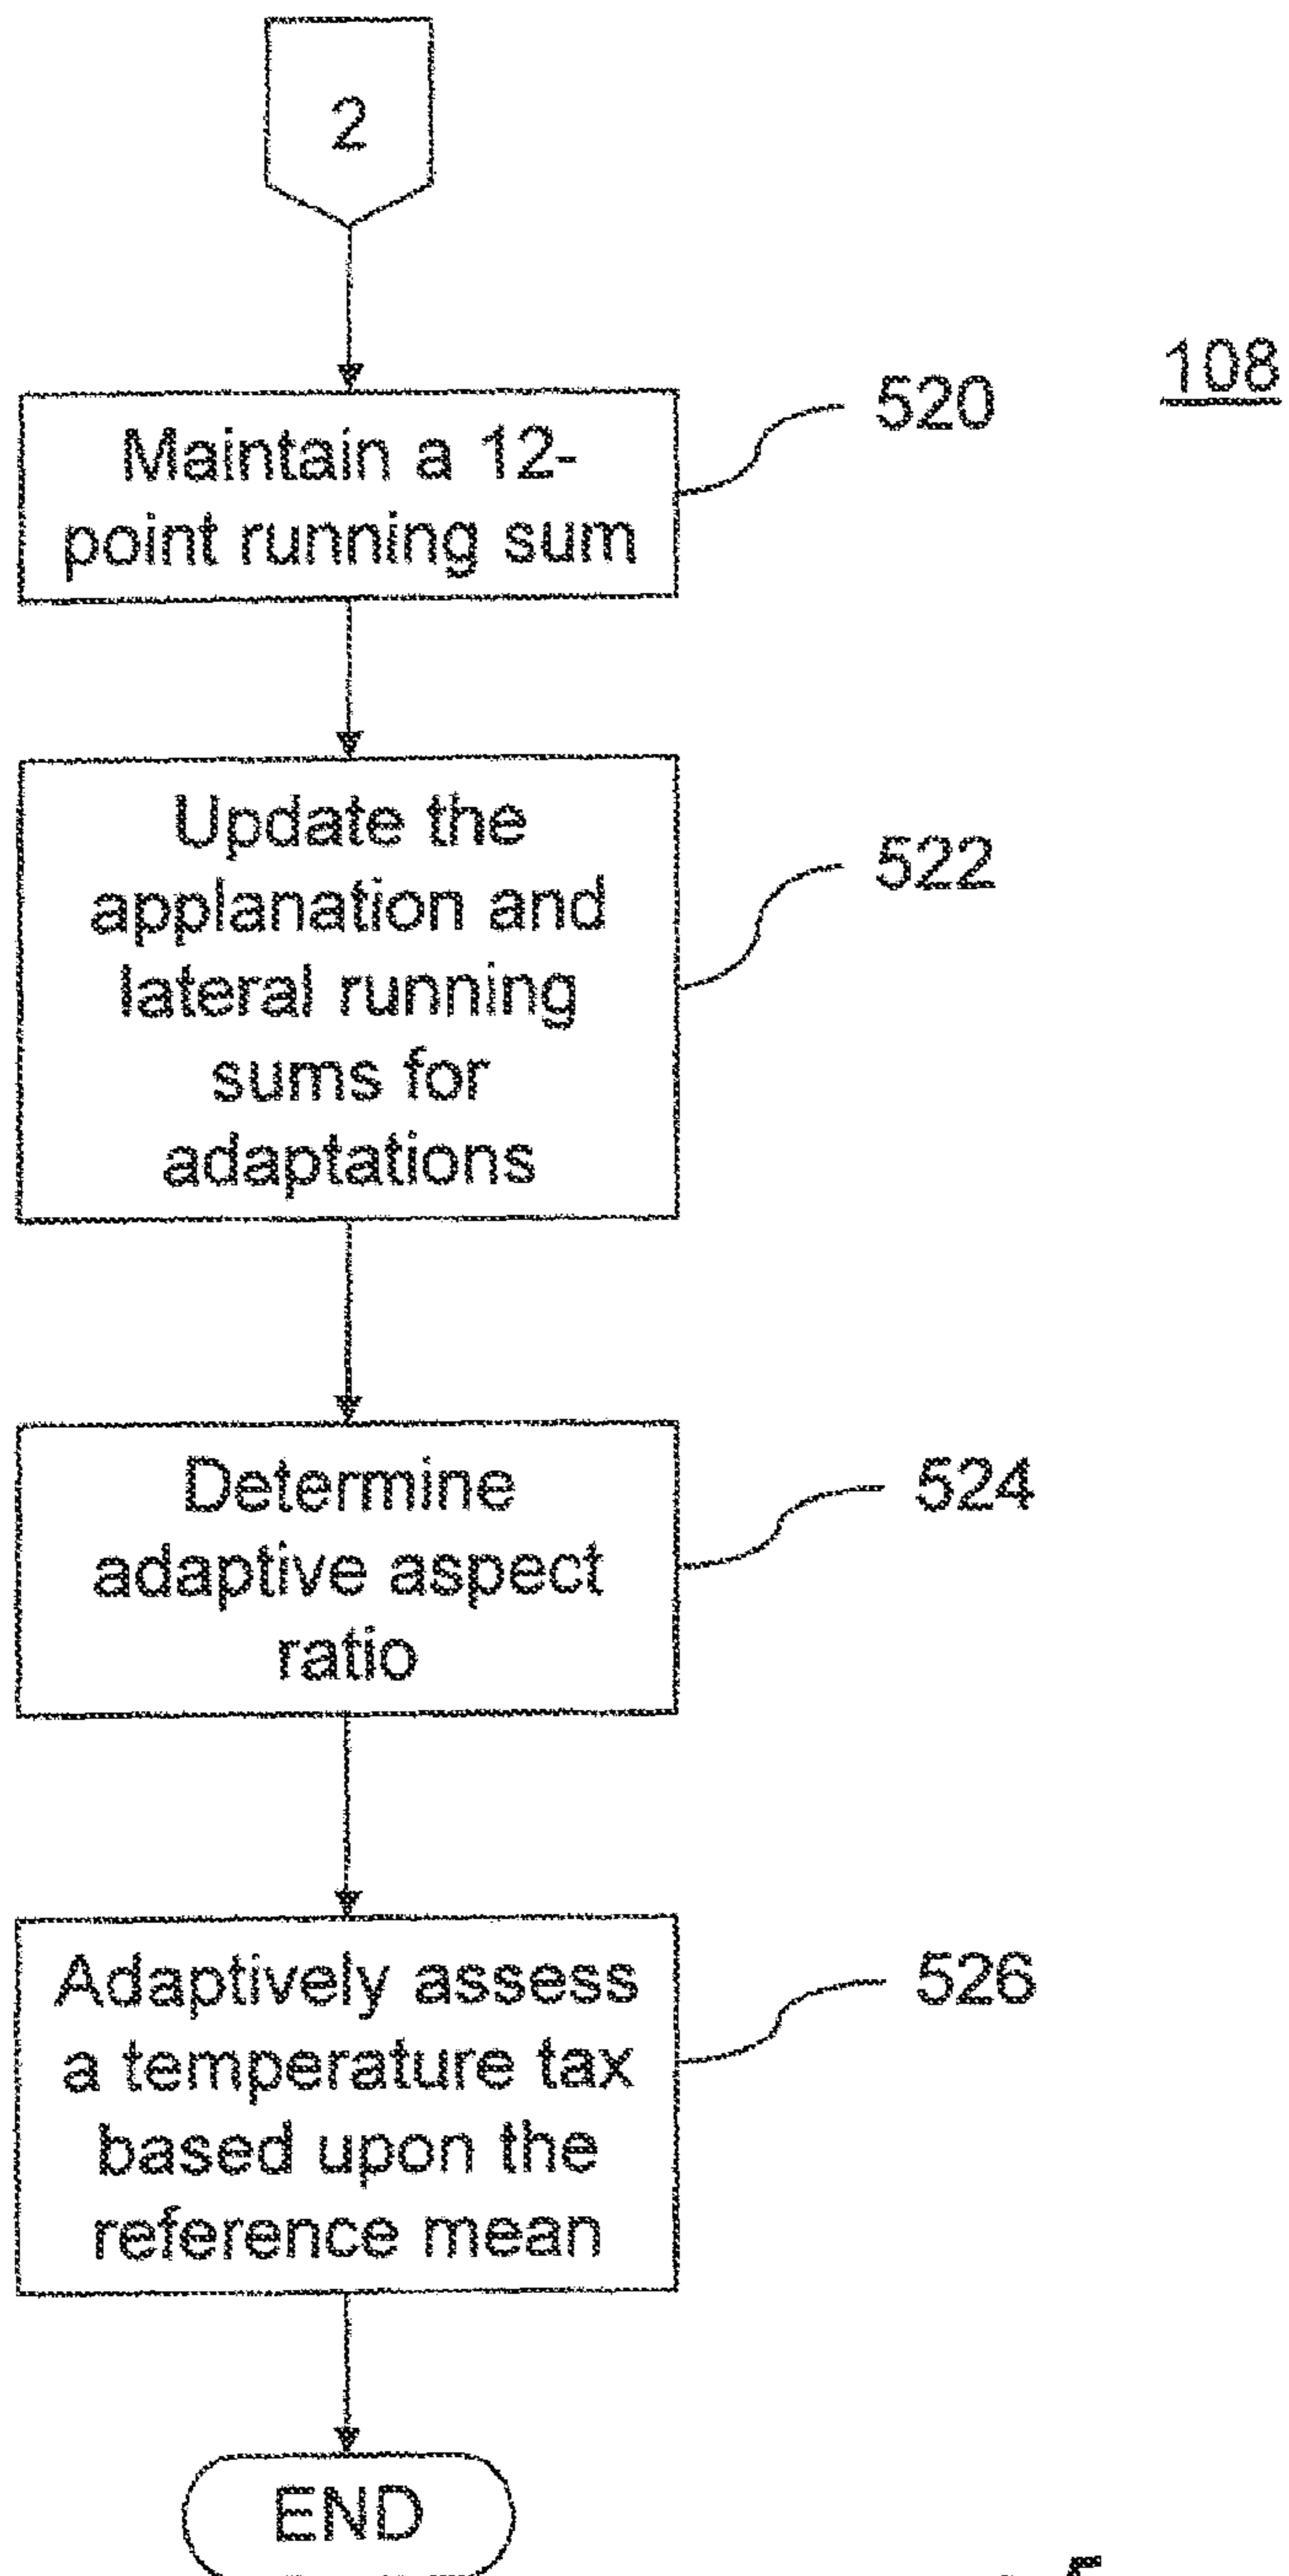 2
108
520
Maintain a 12-
point running sum
522
Update the
applanation and
lateral running
sums for
adaptations
524
Determine
adaptive aspect
ratio
526
Adaptively assess
a temperature tax
based upon the
reference mean
END